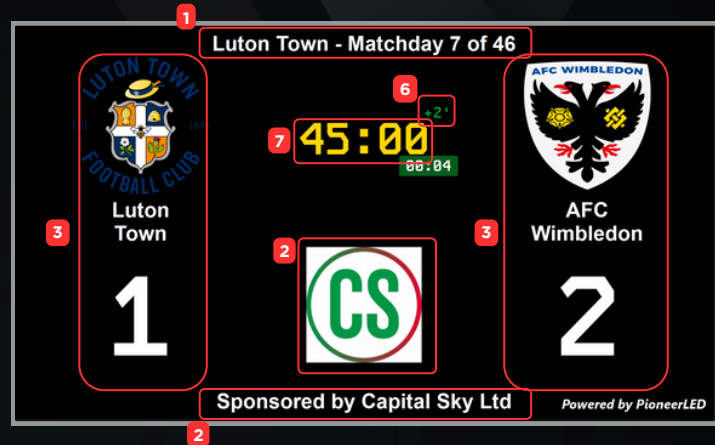 1
Luton Town - Matchday 7 of 46
LUTON TOWN
EST 188
FOOTBALL CLUB
AFC WIMBLEDON
6
+2'
7
45:00
00:04
3
Luton
Town
1
2
CS
3
AFC
Wimbledon
2
Sponsored by Capital Sky Ltd
Powered by PioneerLED
2